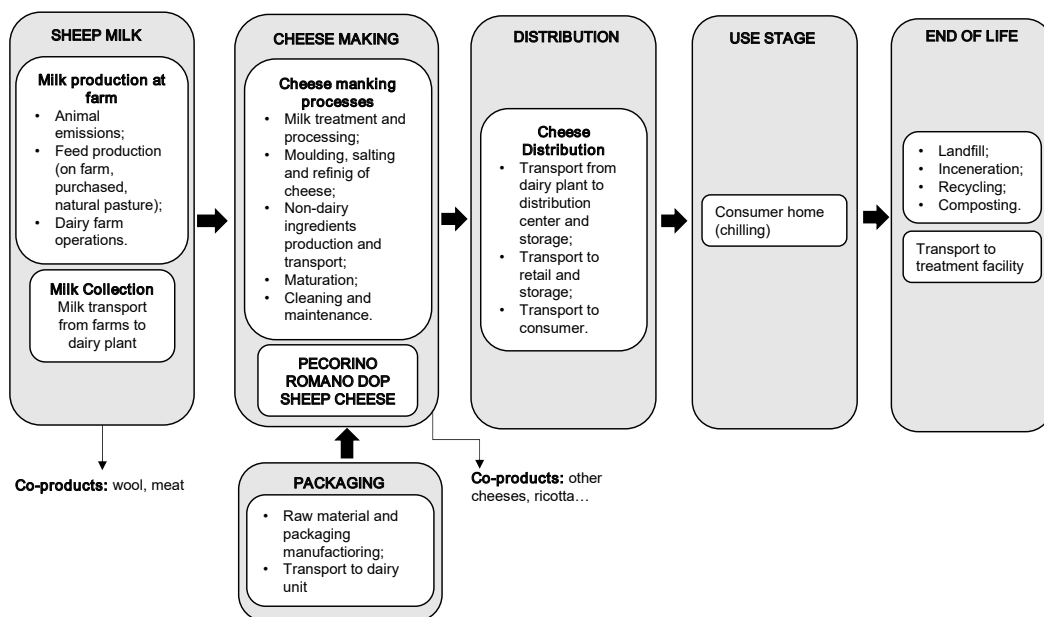 SHEEP MILK
Milk production at
farm
• Animal
emissions;
• Feed production
(on farm,
purchased,
natural pasture);
• Dairy farm
operations.
Milk Collection
Milk transport
from farms to
dairy plant
Co-products: wool, meat
CHEESE MAKING
Cheese manking
processes
• Milk treatment and
processing;
• Moulding, salting
and refinig of
cheese;
• Non-dairy
ingredients
production and
transport;
• Maturation;
• Cleaning and
maintenance.
PECORINO
ROMANO DOP
SHEEP CHEESE
Co-products: other
cheeses, ricotta…
PACKAGING
• Raw material and
packaging
manufactioring;
• Transport to dairy
unit
DISTRIBUTION
Cheese
Distribution
• Transport from
dairy plant to
distribution
center and
storage;
• Transport to
retail and
storage;
• Transport to
consumer.
USE STAGE
Consumer home
(chilling)
END OF LIFE
• Landfill;
• Inceneration;
• Recycling;
• Composting.
Transport to
treatment facility